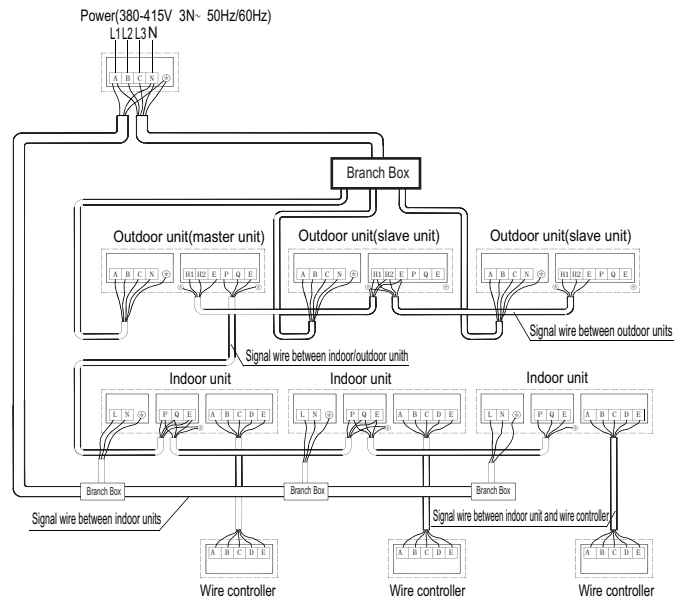 Power(380-415V 3N~ 50Hz/60Hz)
L1 L2 L3 N
A B C N
Branch Box
Outdoor unit(master unit) Outdoor unit(slave unit) Outdoor unit(slave unit)
A B C N H1 H2 E P Q E A B C N H1 H2 E P Q E A B C N H1 H2 E P Q E
Signal wire between outdoor units
Signal wire between indoor/outdoor unith
Indoor unit Indoor unit Indoor unit
L N P Q E A B C D E L N P Q E A B C D E L N P Q E A B C D E
Branch Box Branch Box Branch Box
Signal wire between indoor units Signal wire between indoor unit and wire controller
A B C D E A B C D E A B C D E
Wire controller Wire controller Wire controller